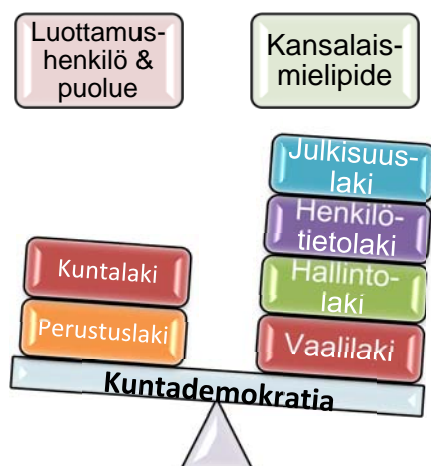 Luottamus-
henkilö &
puolue
Kansalais-
mielipide
Julkisuus-
laki
Henkilö-
tietolaki
Hallinto-
laki
Vaalilaki
Kuntalaki
Perustuslaki
Kuntademokratia